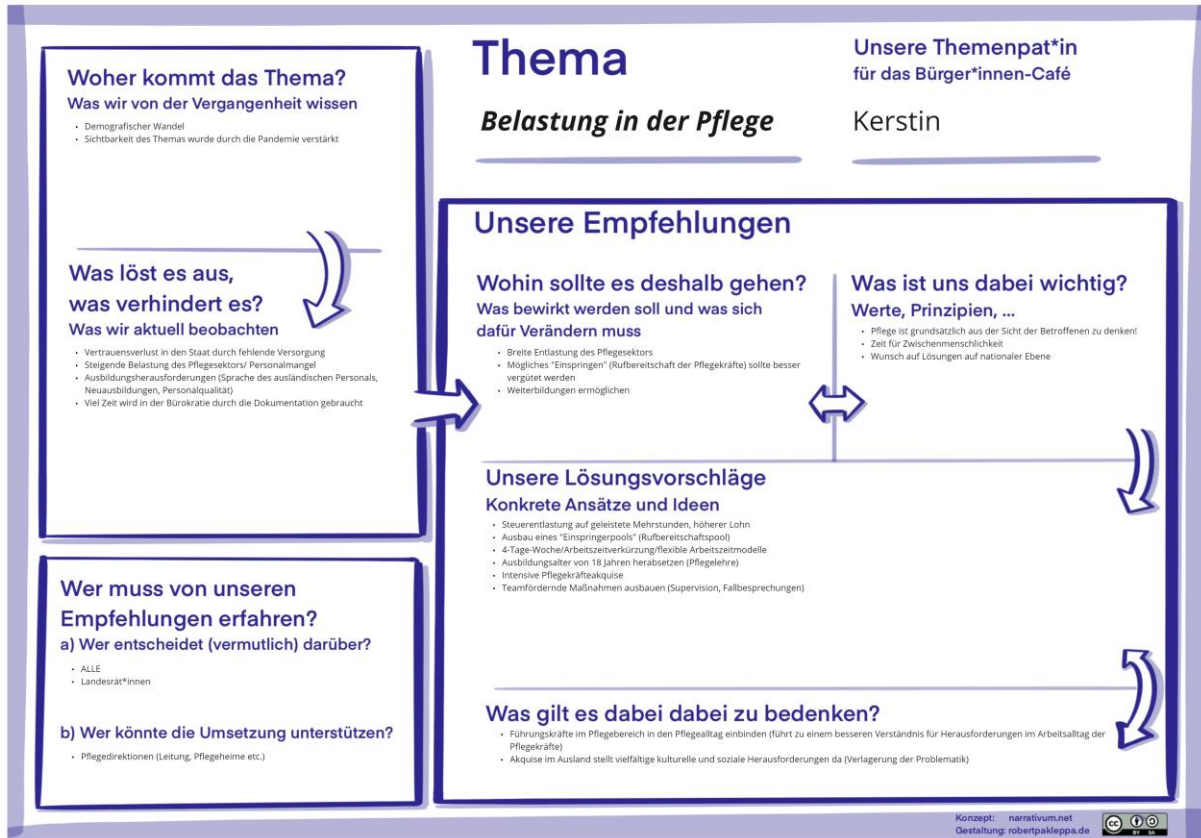 Thema
Belastung in der Pflege
Unsere Themenpat*in
für das Bürger*innen-Café
Kerstin
Woher kommt das Thema?
Was wir von der Vergangenheit wissen
• Demografischer Wandel
• Sichtbarkeit des Themas wurde durch die Pandemie verstärkt
Was löst es aus,
was verhindert es?
Was wir aktuell beobachten
• Vertrauensverlust in den Staat durch fehlende Versorgung
• Steigende Belastung des Pflegesektors/ Personalmangel
• Ausbildungsherausforderungen (Sprache des ausländischen Personals,
Neuausbildungen, Personalqualität)
• Viel Zeit wird in der Bürokratie durch die Dokumentation gebraucht
Wer muss von unseren
Empfehlungen erfahren?
a) Wer entscheidet (vermutlich) darüber?
• ALLE
• Landesrät*innen
b) Wer könnte die Umsetzung unterstützen?
• Pflegedirektionen (Leitung, Pflegeheime etc.)
Unsere Empfehlungen
Wohin sollte es deshalb gehen?
Was bewirkt werden soll und was sich
dafür Verändern muss
• Breite Entlastung des Pflegesektors
• Mögliches "Einspringen" (Rufbereitschaft der Pflegekräfte) sollte besser
vergütet werden
• Weiterbildungen ermöglichen
Was ist uns dabei wichtig?
Werte, Prinzipien, ...
• Pflege ist grundsätzlich aus der Sicht der Betroffenen zu denken!
• Zeit für Zwischenmenschlichkeit
• Wunsch auf Lösungen auf nationaler Ebene
Unsere Lösungsvorschläge
Konkrete Ansätze und Ideen
• Steuerentlastung auf geleistete Mehrstunden, höherer Lohn
• Ausbau eines "Einspringerpools" (Rufbereitschaftspool)
• 4-Tage-Woche/Arbeitszeitverkürzung/flexible Arbeitszeitmodelle
• Ausbildungsalter von 18 Jahren herabsetzen (Pflegelehre)
• Intensive Pflegekräfteakquise
• Teamfördernde Maßnahmen ausbauen (Supervision, Fallbesprechungen)
Was gilt es dabei dabei zu bedenken?
• Führungskräfte im Pflegebereich in den Pflegealltag einbinden (führt zu einem besseren Verständnis für Herausforderungen im Arbeitsalltag der
Pflegekräfte)
• Akquise im Ausland stellt vielfältige kulturelle und soziale Herausforderungen da (Verlagerung der Problematik)
Konzept: narrativum.net
Gestaltung: robertpakleppa.de
cc
BY SA